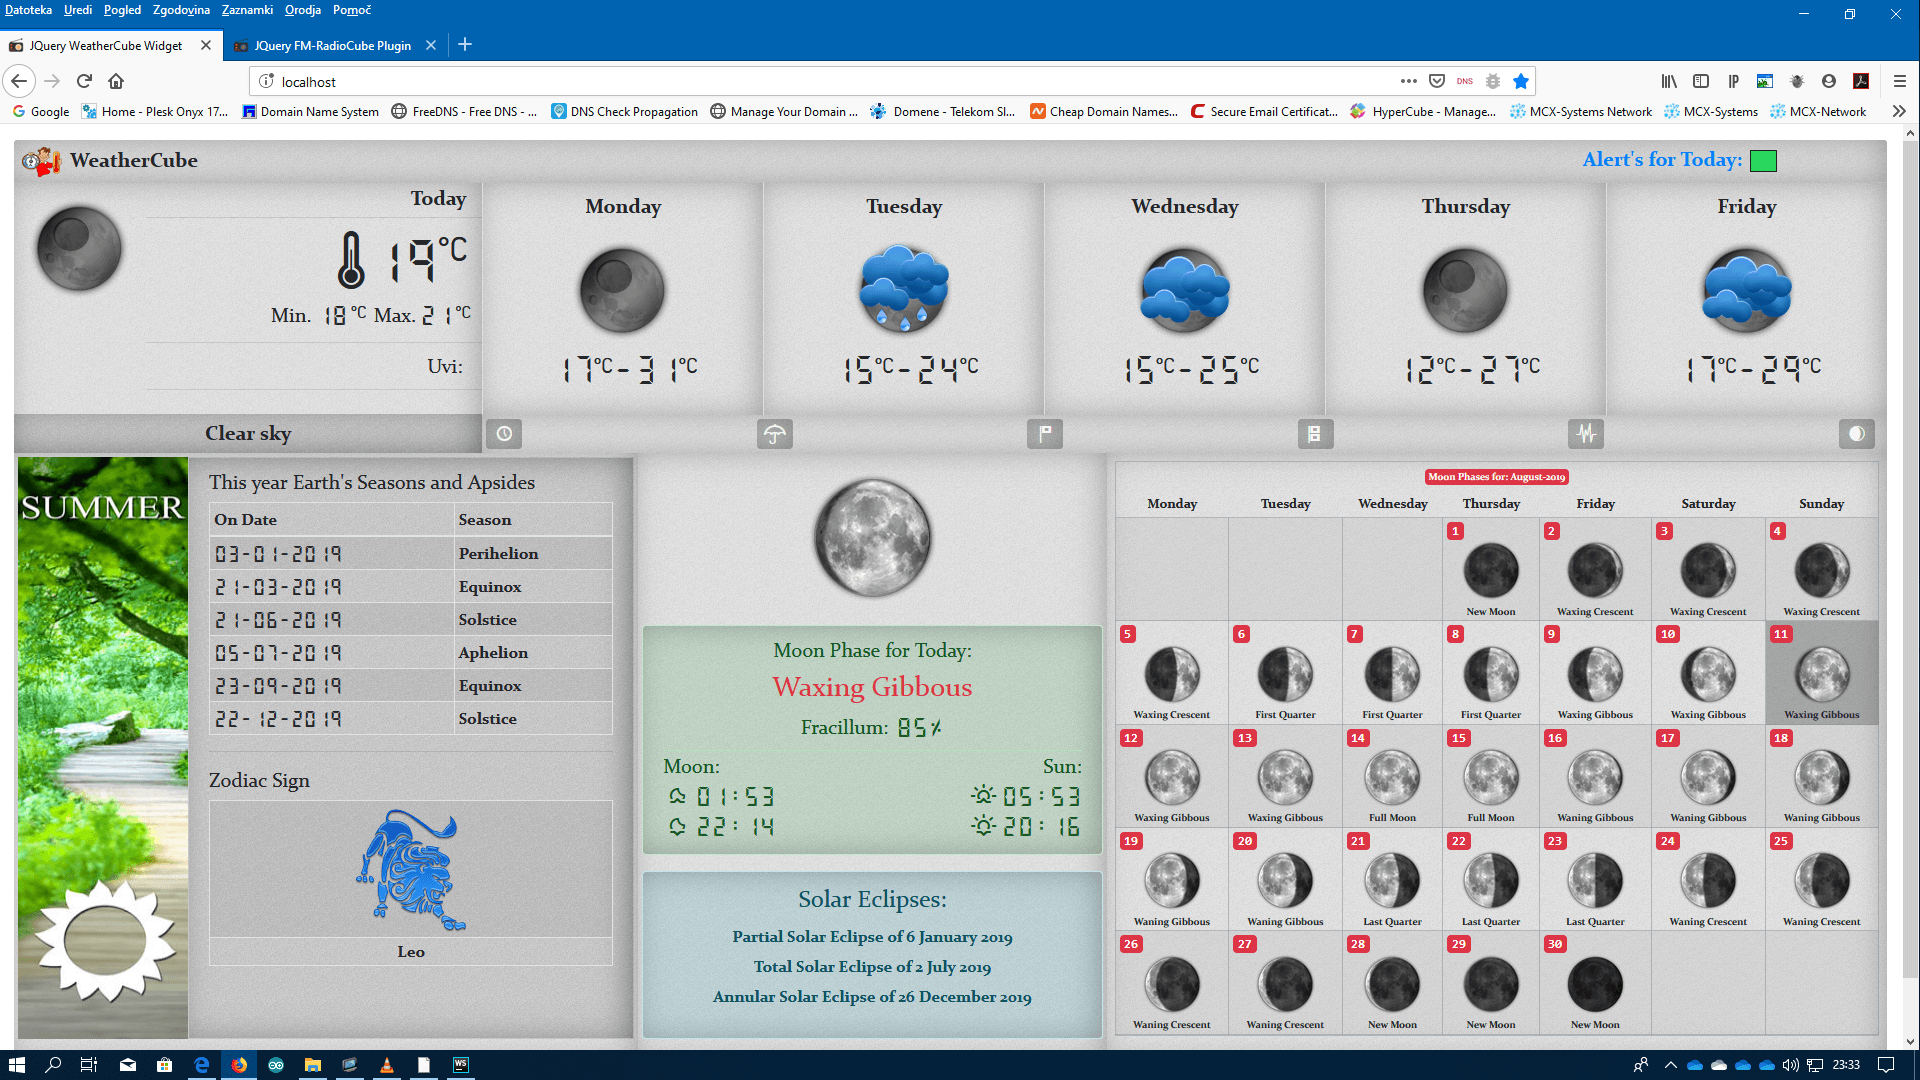 Datoteka Uredi Pogled Zgodovina Zaznamki Orodja Pomoč
JQuery WeatherCube Widget JQuery FM-RadioCube Plugin
localhost DNS IP
Google Home - Plesk Onyx 17... Domain Name System FreeDNS - Free DNS - ... DNS Check Propagation Manage Your Domain ... Domene - Telekom Sl... Cheap Domain Names... Secure Email Certificat... HyperCube - Manage... MCX-Systems Network MCX-Systems MCX-Network
WeatherCube
Alert's for Today:
Today
19°C
Min. 18°C Max. 21°C
Uvi:
Clear sky
Monday
17°C-31°C
Tuesday
15°C-24°C
Wednesday
15°C-25°C
Thursday
12°C-27°C
Friday
17°C-29°C
SUMMER
This year Earth's Seasons and Apsides
On Date Season
03-01-2019 Perihelion
21-03-2019 Equinox
21-06-2019 Solstice
05-07-2019 Aphelion
23-09-2019 Equinox
22-12-2019 Solstice
Zodiac Sign
Leo
Moon Phase for Today:
Waxing Gibbous
Fracillum: 85%
Moon: Sun:
01:53 05:53
22:14 20:16
Solar Eclipses:
Partial Solar Eclipse of 6 January 2019
Total Solar Eclipse of 2 July 2019
Annular Solar Eclipse of 26 December 2019
Moon Phases for: August-2019
Monday Tuesday Wednesday Thursday Friday Saturday Sunday
1 2 3 4
New Moon Waxing Crescent Waxing Crescent Waxing Crescent
5 6 7 8 9 10 11
Waxing Crescent First Quarter First Quarter First Quarter Waxing Gibbous Waxing Gibbous Waxing Gibbous
12 13 14 15 16 17 18
Waxing Gibbous Waxing Gibbous Full Moon Full Moon Waning Gibbous Waning Gibbous Waning Gibbous
19 20 21 22 23 24 25
Waning Gibbous Waning Gibbous Last Quarter Last Quarter Last Quarter Waning Crescent Waning Crescent
26 27 28 29 30
Waning Crescent Waning Crescent New Moon New Moon New Moon
WS
23:33